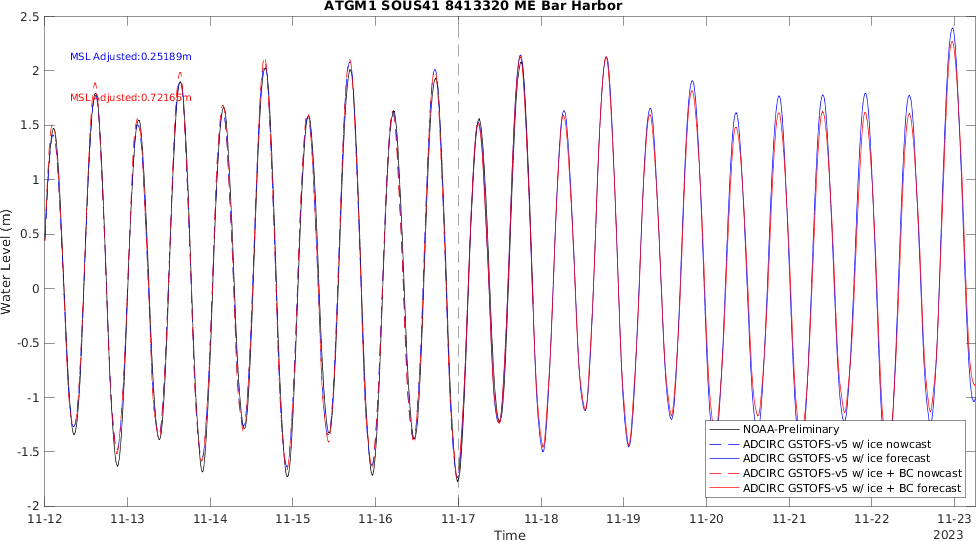 ATGM1 SOUS41 8413320 ME Bar Harbor
2.5
2
1.5
1
0.5
0
-0.5
-1
-1.5
-2
Water Level (m)
MSL Adjusted:0.25189m
MSL Adjusted:0.72165m
NOAA-Preliminary
ADCIRC GSTOFS-v5 w/ ice nowcast
ADCIRC GSTOFS-v5 w/ ice forecast
ADCIRC GSTOFS-v5 w/ ice + BC nowcast
ADCIRC GSTOFS-v5 w/ ice + BC forecast
11-12 11-13 11-14 11-15 11-16 11-17 11-18 11-19 11-20 11-21 11-22 11-23
Time
2023